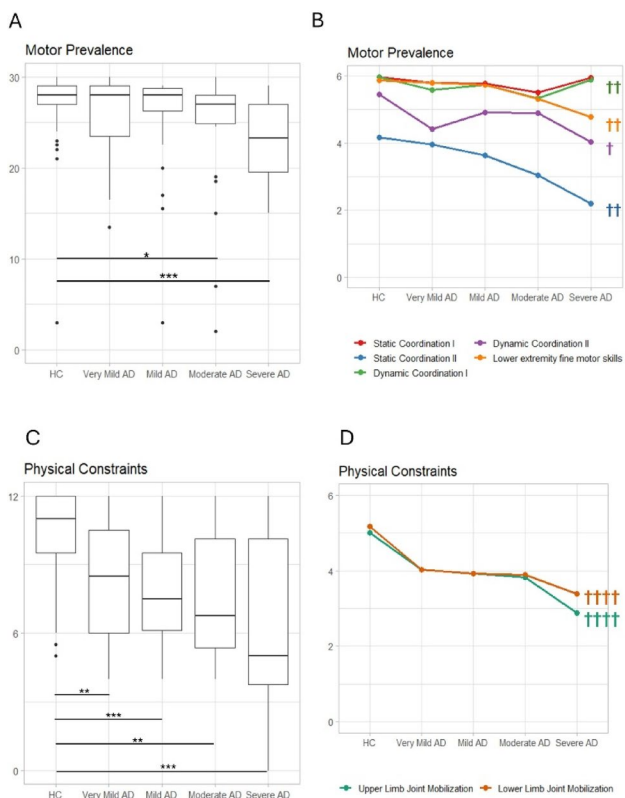 A
Motor Prevalence
30
20
10
0
*
***
HC
Very Mild AD
Mild AD
Moderate AD
Severe AD
B
Motor Prevalence
6
4
2
0
††
††
†
††
HC
Very Mild AD
Mild AD
Moderate AD
Severe AD
Static Coordination I
Dynamic Coordination II
Static Coordination II
Lower extremity fine motor skills
Dynamic Coordination I
C
Physical Constraints
12
6
0
**
***
**
***
HC
Very Mild AD
Mild AD
Moderate AD
Severe AD
D
Physical Constraints
6
4
2
0
††††
††††
HC
Very Mild AD
Mild AD
Moderate AD
Severe AD
Upper Limb Joint Mobilization
Lower Limb Joint Mobilization